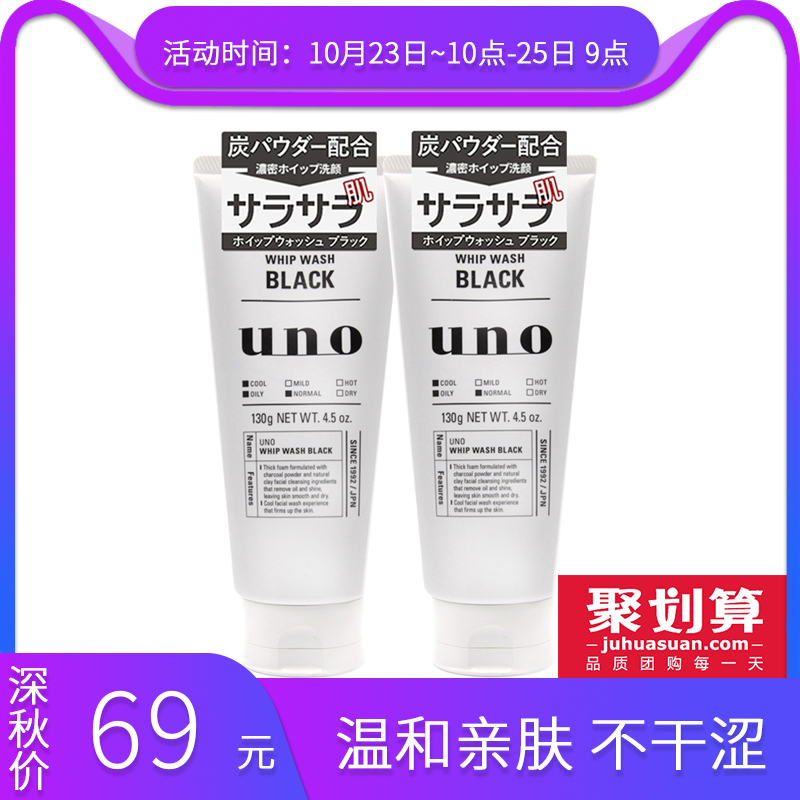 活动时间：10月23日~10点-25日 9点
炭パウダー配合
濃密ホイップ洗顔
サラサラ肌
ホイップウォッシュ ブラック
WHIP WASH
BLACK
uno
COOL MILD HOT
OILY NORMAL DRY
130g NET WT. 4.5 oz.
Name
UNO
WHIP WASH BLACK
Features
Thick foam formulated with
charcoal powder and natural
clay facial cleansing ingredients
that remove oil and shine,
leaving skin smooth and dry.
Cool facial wash experience
that firms up the skin.
SINCE 1992 / JPN
炭パウダー配合
濃密ホイップ洗顔
サラサラ肌
ホイップウォッシュ ブラック
WHIP WASH
BLACK
uno
COOL MILD HOT
OILY NORMAL DRY
130g NET WT. 4.5 oz.
Name
UNO
WHIP WASH BLACK
Features
Thick foam formulated with
charcoal powder and natural
clay facial cleansing ingredients
that remove oil and shine,
leaving skin smooth and dry.
Cool facial wash experience
that firms up the skin.
SINCE 1992 / JPN
聚划算
juhuasuan.com
品质团购每一天
深秋价
69 元
温和亲肤 不干涩